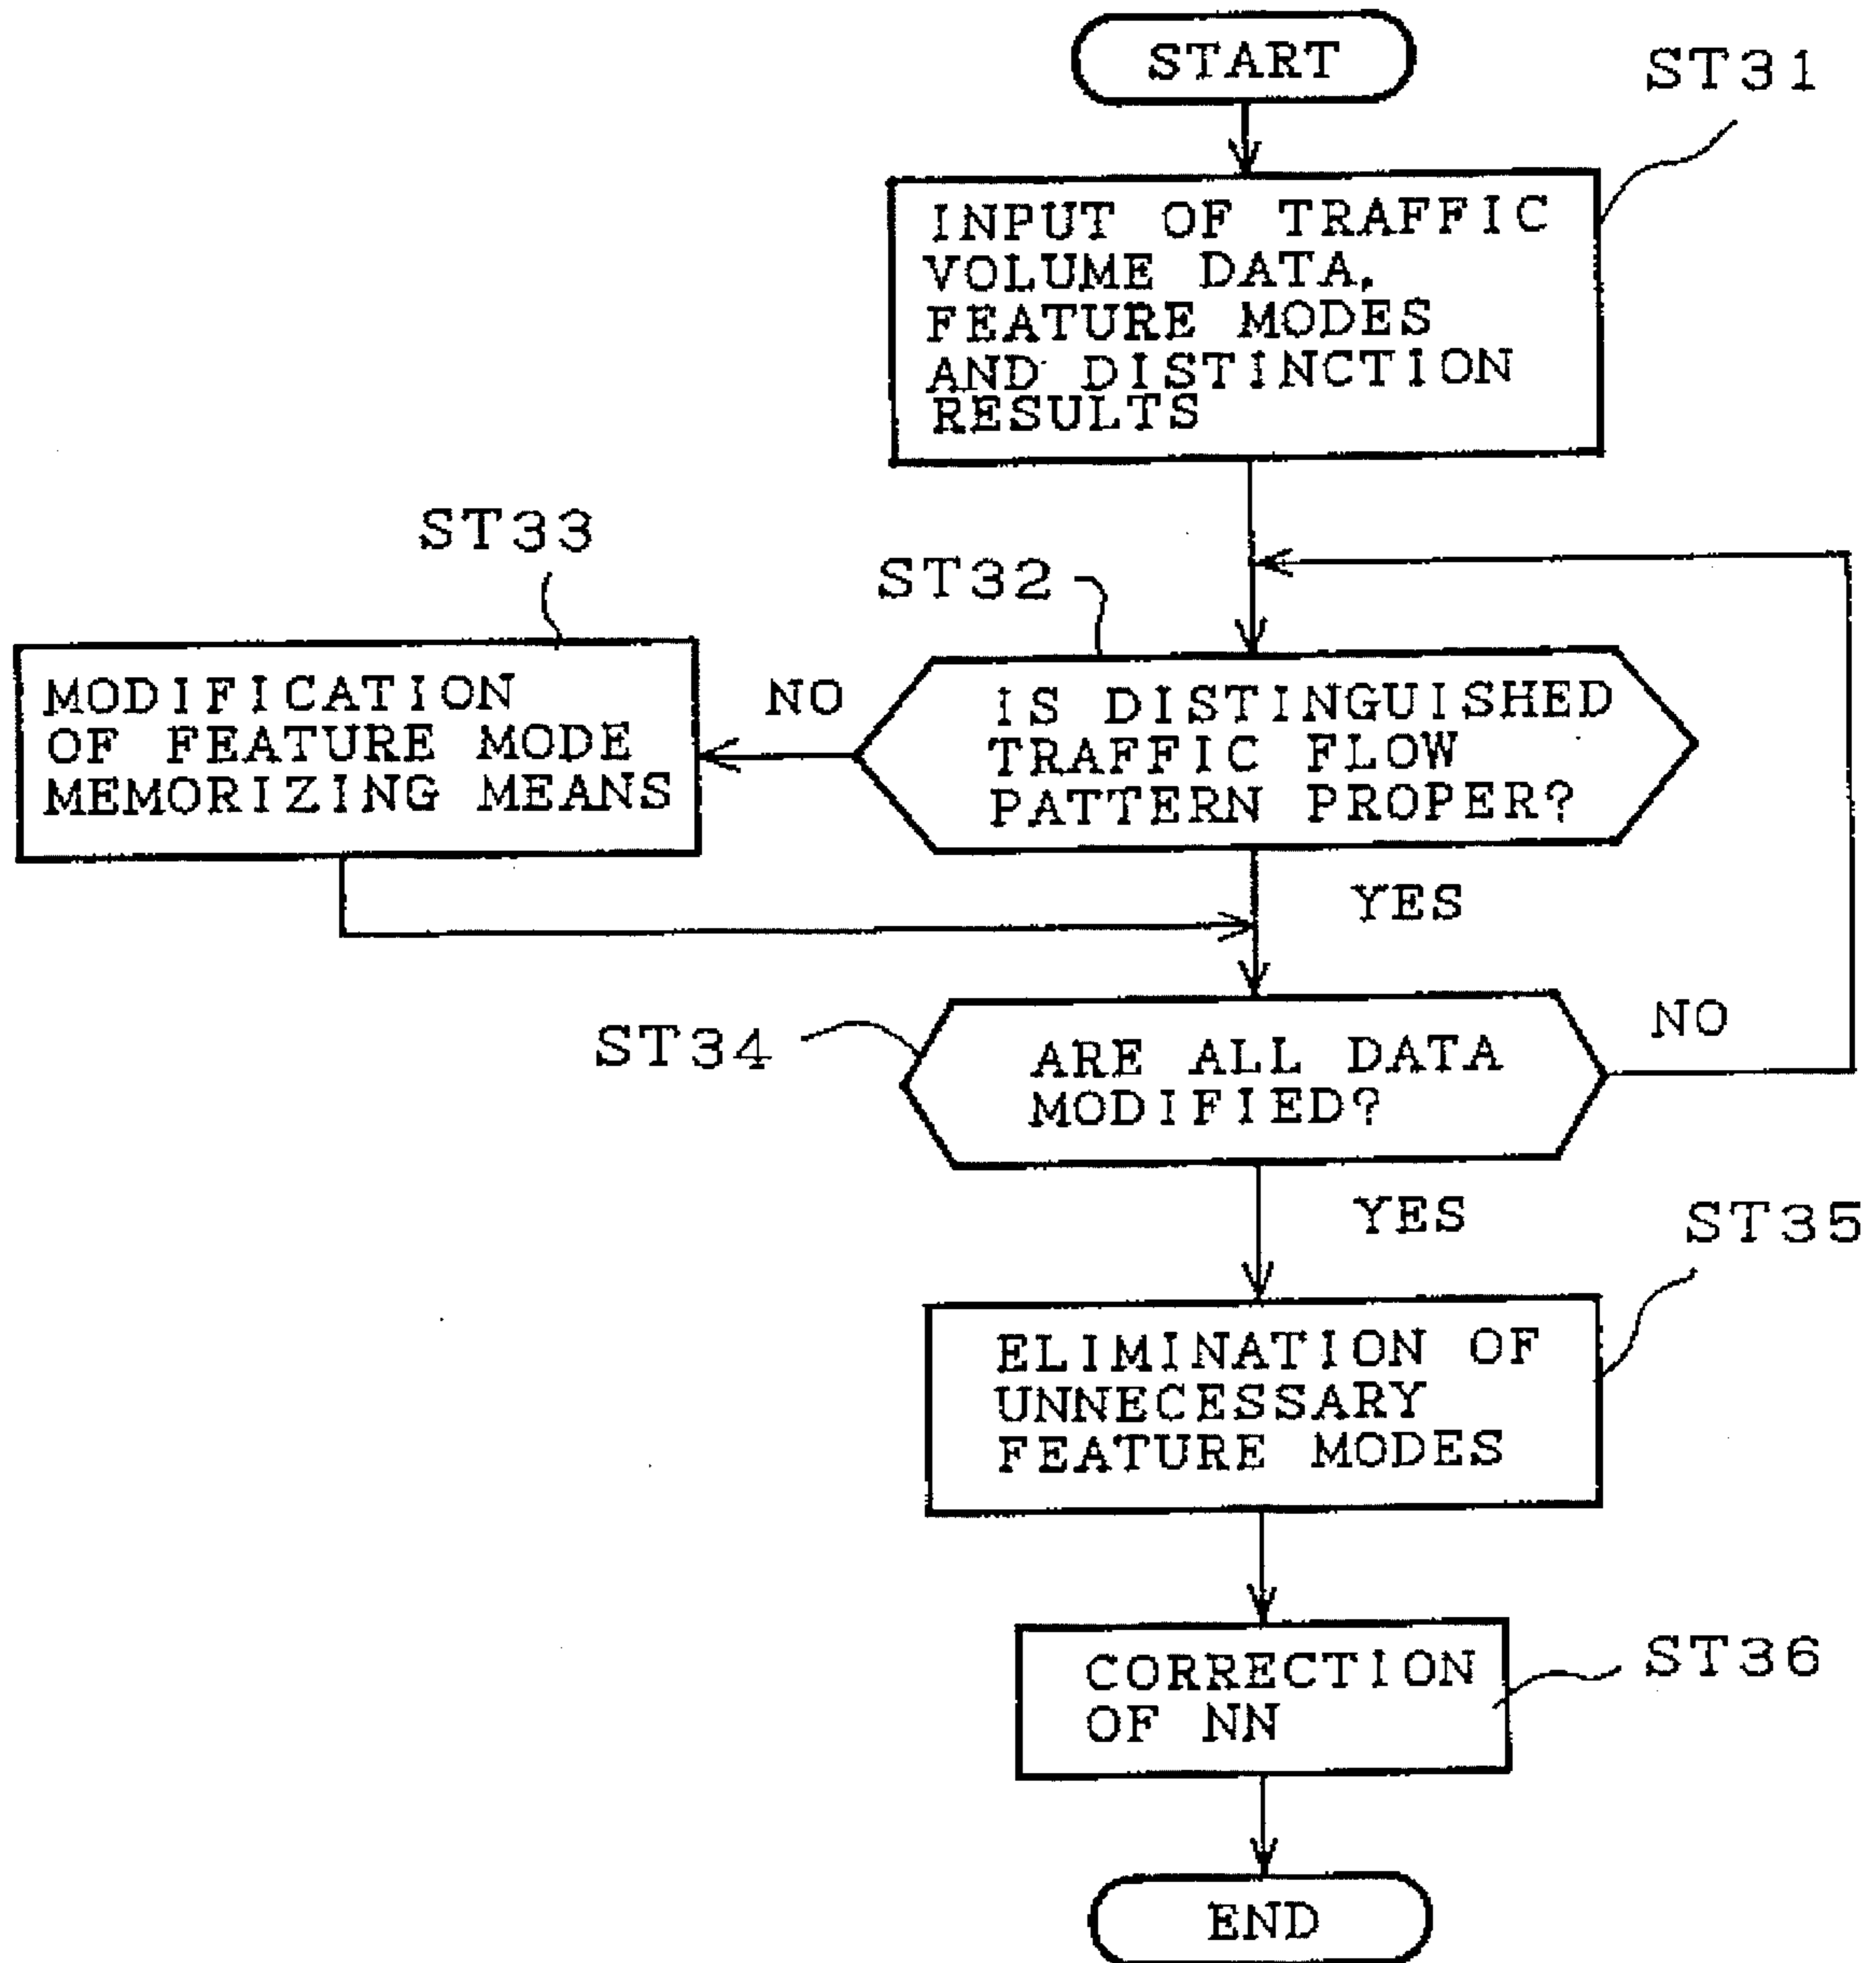 START
ST31
INPUT OF TRAFFIC
VOLUME DATA,
FEATURE MODES
AND DISTINCTION
RESULTS
ST33
ST32
MODIFICATION
OF FEATURE MODE
MEMORIZING MEANS
NO
IS DISTINGUISHED
TRAFFIC FLOW
PATTERN PROPER?
YES
ST34
ARE ALL DATA
MODIFIED?
NO
YES
ST35
ELIMINATION OF
UNNECESSARY
FEATURE MODES
ST36
CORRECTION
OF NN
END